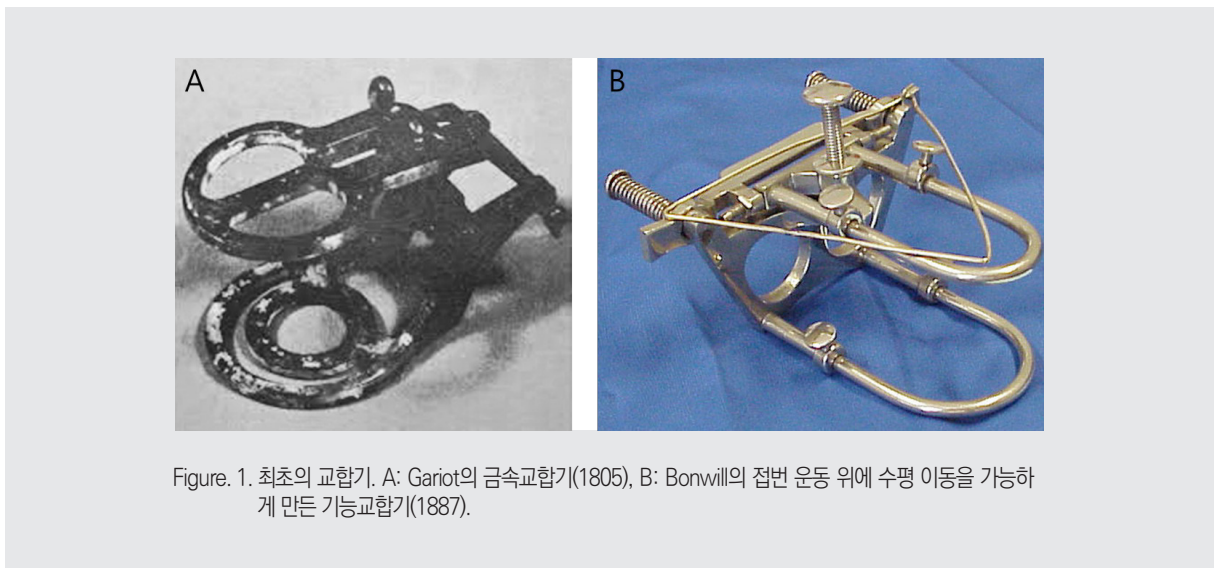 A
B
Figure. 1. 최초의 교합기. A: Gariot의 금속교합기(1805), B: Bonwill의 접번 운동 위에 수평 이동을 가능하
게 만든 기능교합기(1887).